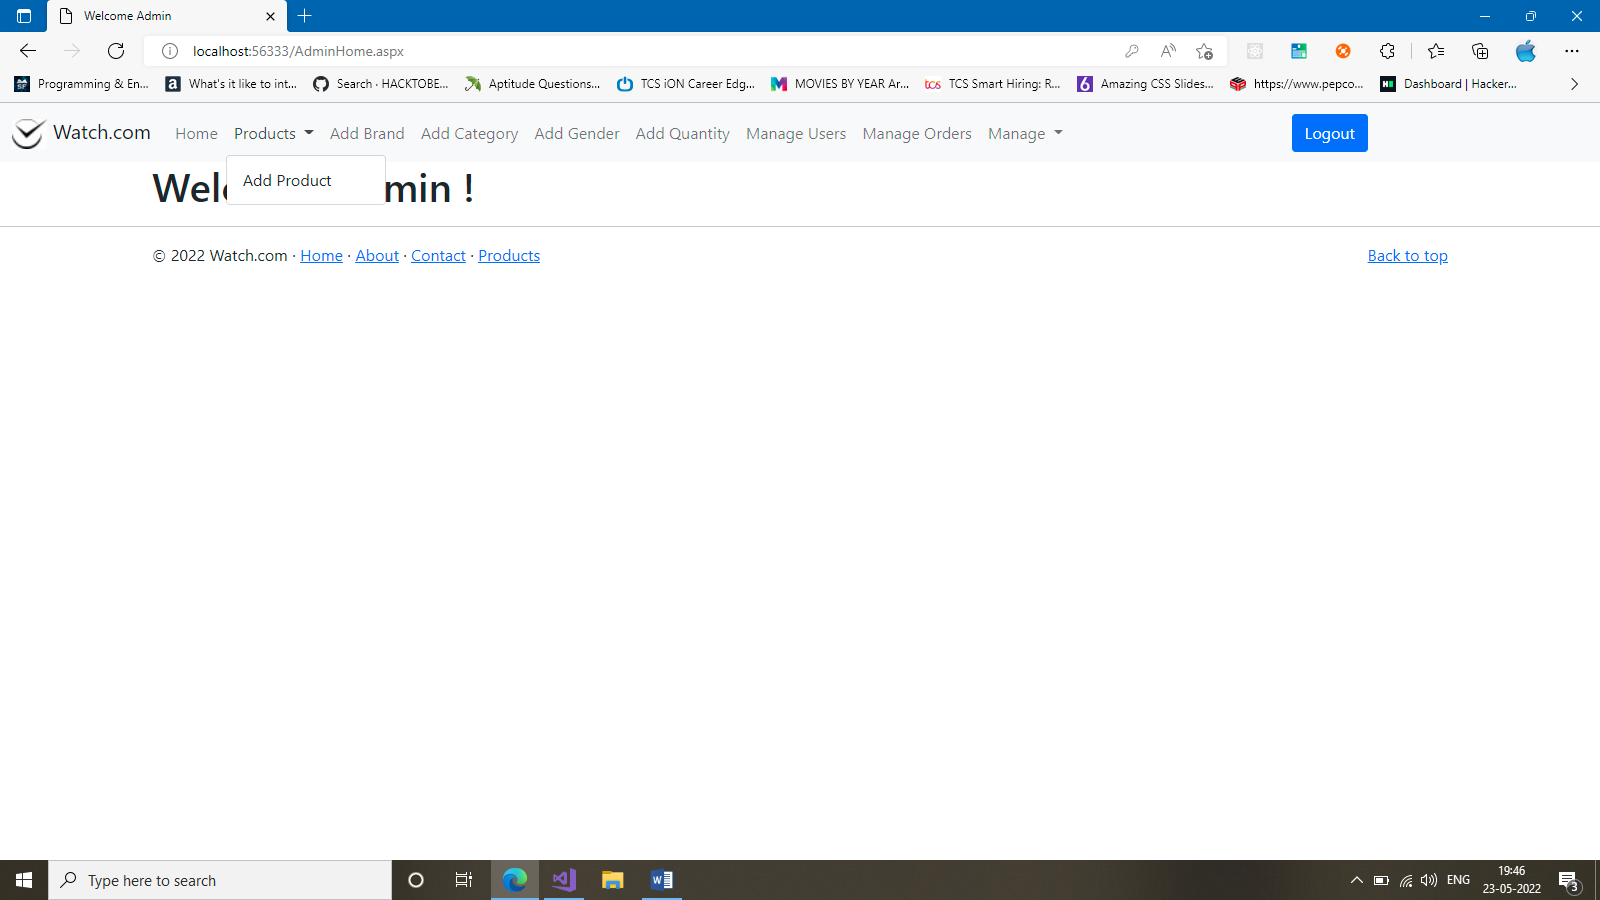 Welcome Admin
localhost:56333/AdminHome.aspx
Programming & En... What's it like to int... Search · HACKTOBE... Aptitude Questions... TCS iON Career Edg... MOVIES BY YEAR Ar... TCS Smart Hiring: R... Amazing CSS Slides... https://www.pepco... Dashboard | Hacker...
Watch.com Home Products Add Brand Add Category Add Gender Add Quantity Manage Users Manage Orders Manage Logout
Add Product
Wel min !
© 2022 Watch.com · Home · About · Contact · Products Back to top
Type here to search
ENG
19:46
23-05-2022
3